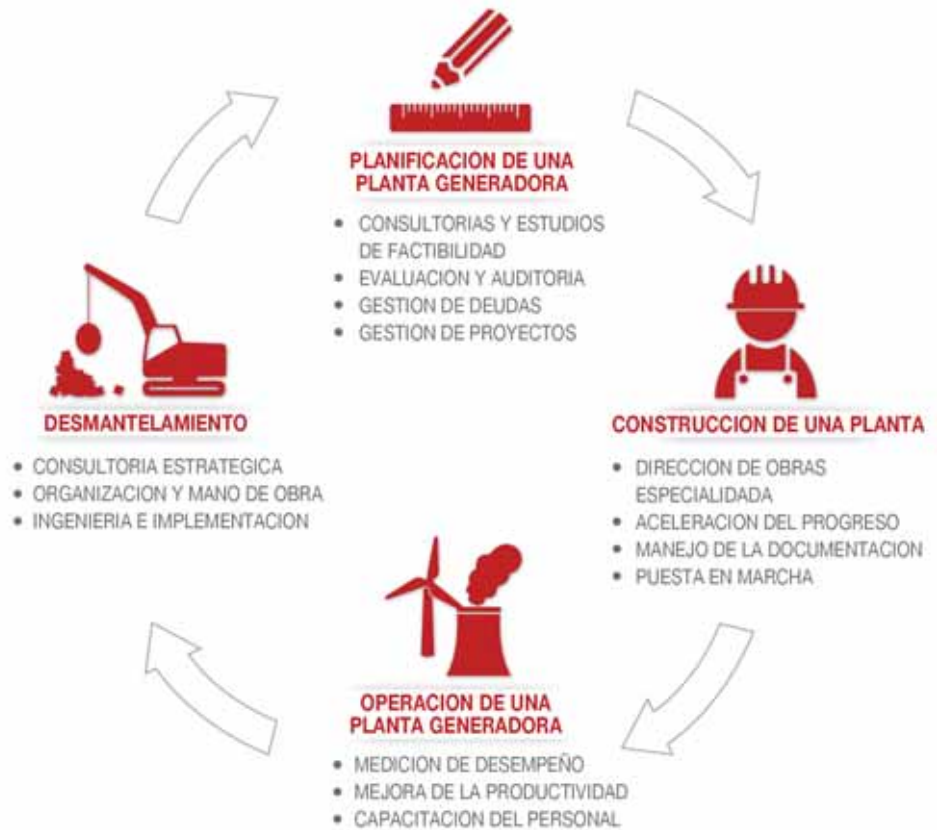 PLANIFICACION DE UNA
PLANTA GENERADORA
• CONSULTORIAS Y ESTUDIOS
DE FACTIBILIDAD
• EVALUACION Y AUDITORIA
• GESTION DE DEUDAS
• GESTION DE PROYECTOS
CONSTRUCCION DE UNA PLANTA
• DIRECCION DE OBRAS
ESPECIALIDADA
• ACELERACION DEL PROGRESO
• MANEJO DE LA DOCUMENTACION
• PUESTA EN MARCHA
OPERACION DE UNA
PLANTA GENERADORA
• MEDICION DE DESEMPEÑO
• MEJORA DE LA PRODUCTIVIDAD
• CAPACITACION DEL PERSONAL
DESMANTELAMIENTO
• CONSULTORIA ESTRATEGICA
• ORGANIZACION Y MANO DE OBRA
• INGENIERIA E IMPLEMENTACION